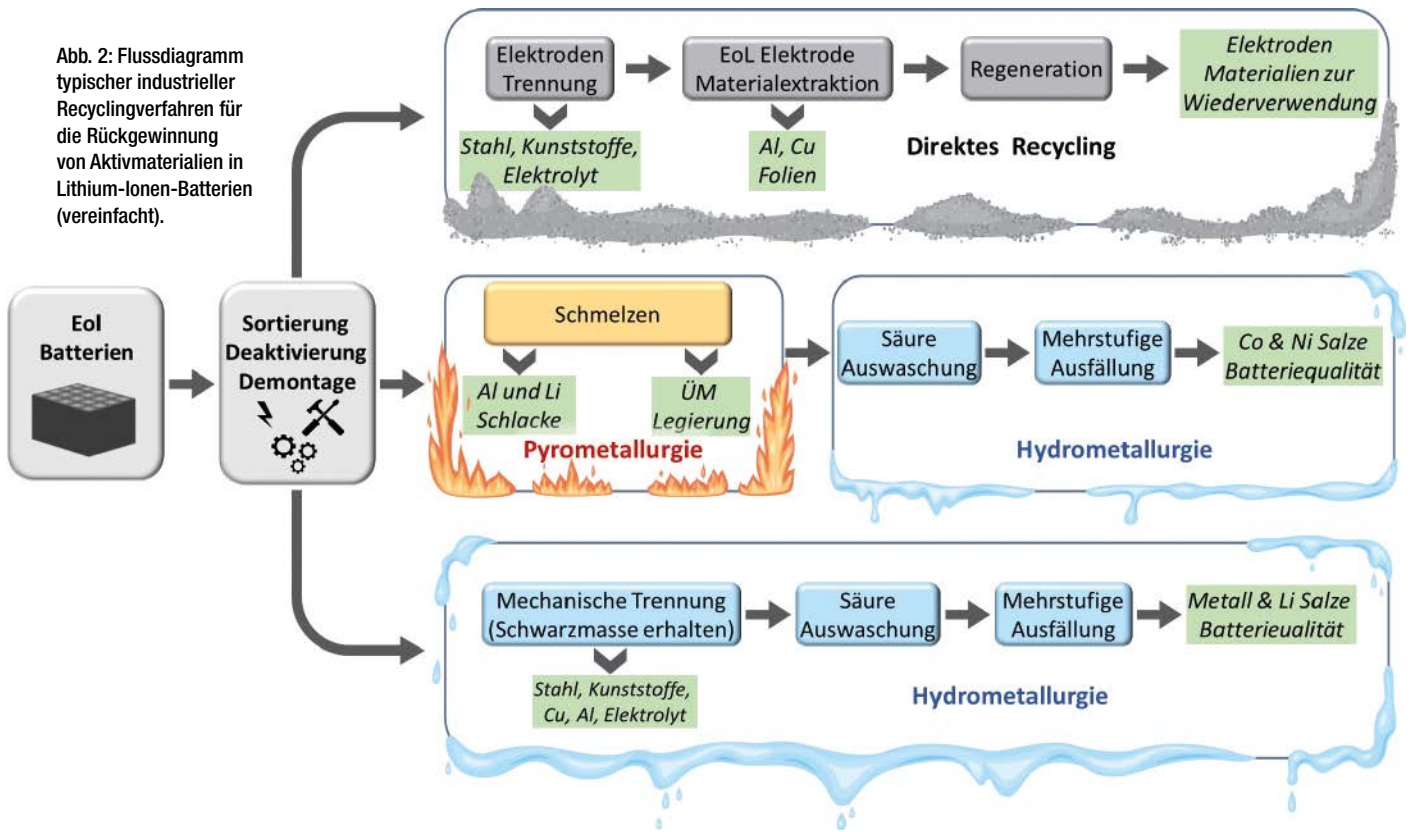 Abb. 2: Flussdiagramm
typischer industrieller
Recyclingverfahren für
die Rückgewinnung
von Aktivmaterialien in
Lithium-Ionen-Batterien
(vereinfacht).
Eol
Batterien
Sortierung
Deaktivierung
Demontage
Elektroden
Trennung
Stahl, Kunststoffe,
Elektrolyt
EoL Elektrode
Materialextraktion
Al, Cu
Folien
Regeneration
Elektroden
Materialien zur
Wiederverwendung
Direktes Recycling
Schmelzen
Al und Li
Schlacke
ÜM
Legierung
Pyrometallurgie
Säure
Auswaschung
Mehrstufige
Ausfällung
Co & Ni Salze
Batteriequalität
Hydrometallurgie
Mechanische Trennung
(Schwarzmasse erhalten)
Stahl, Kunststoffe,
Cu, Al, Elektrolyt
Säure
Auswaschung
Mehrstufige
Ausfällung
Metall & Li Salze
Batterieualität
Hydrometallurgie